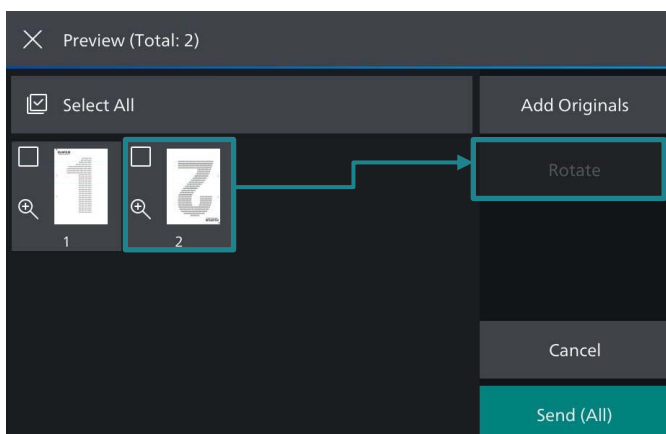 Preview (Total: 2)
Select All
Add Originals
Rotate
1
2
Cancel
Send (All)